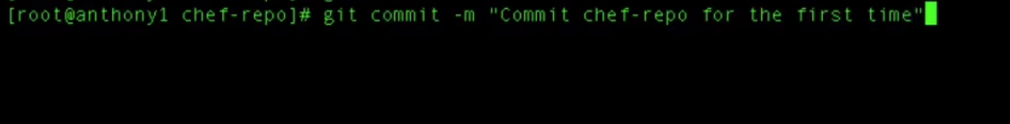 [root@anthony1 chef-repo]# git commit -m "Commit chef-repo for the first time"